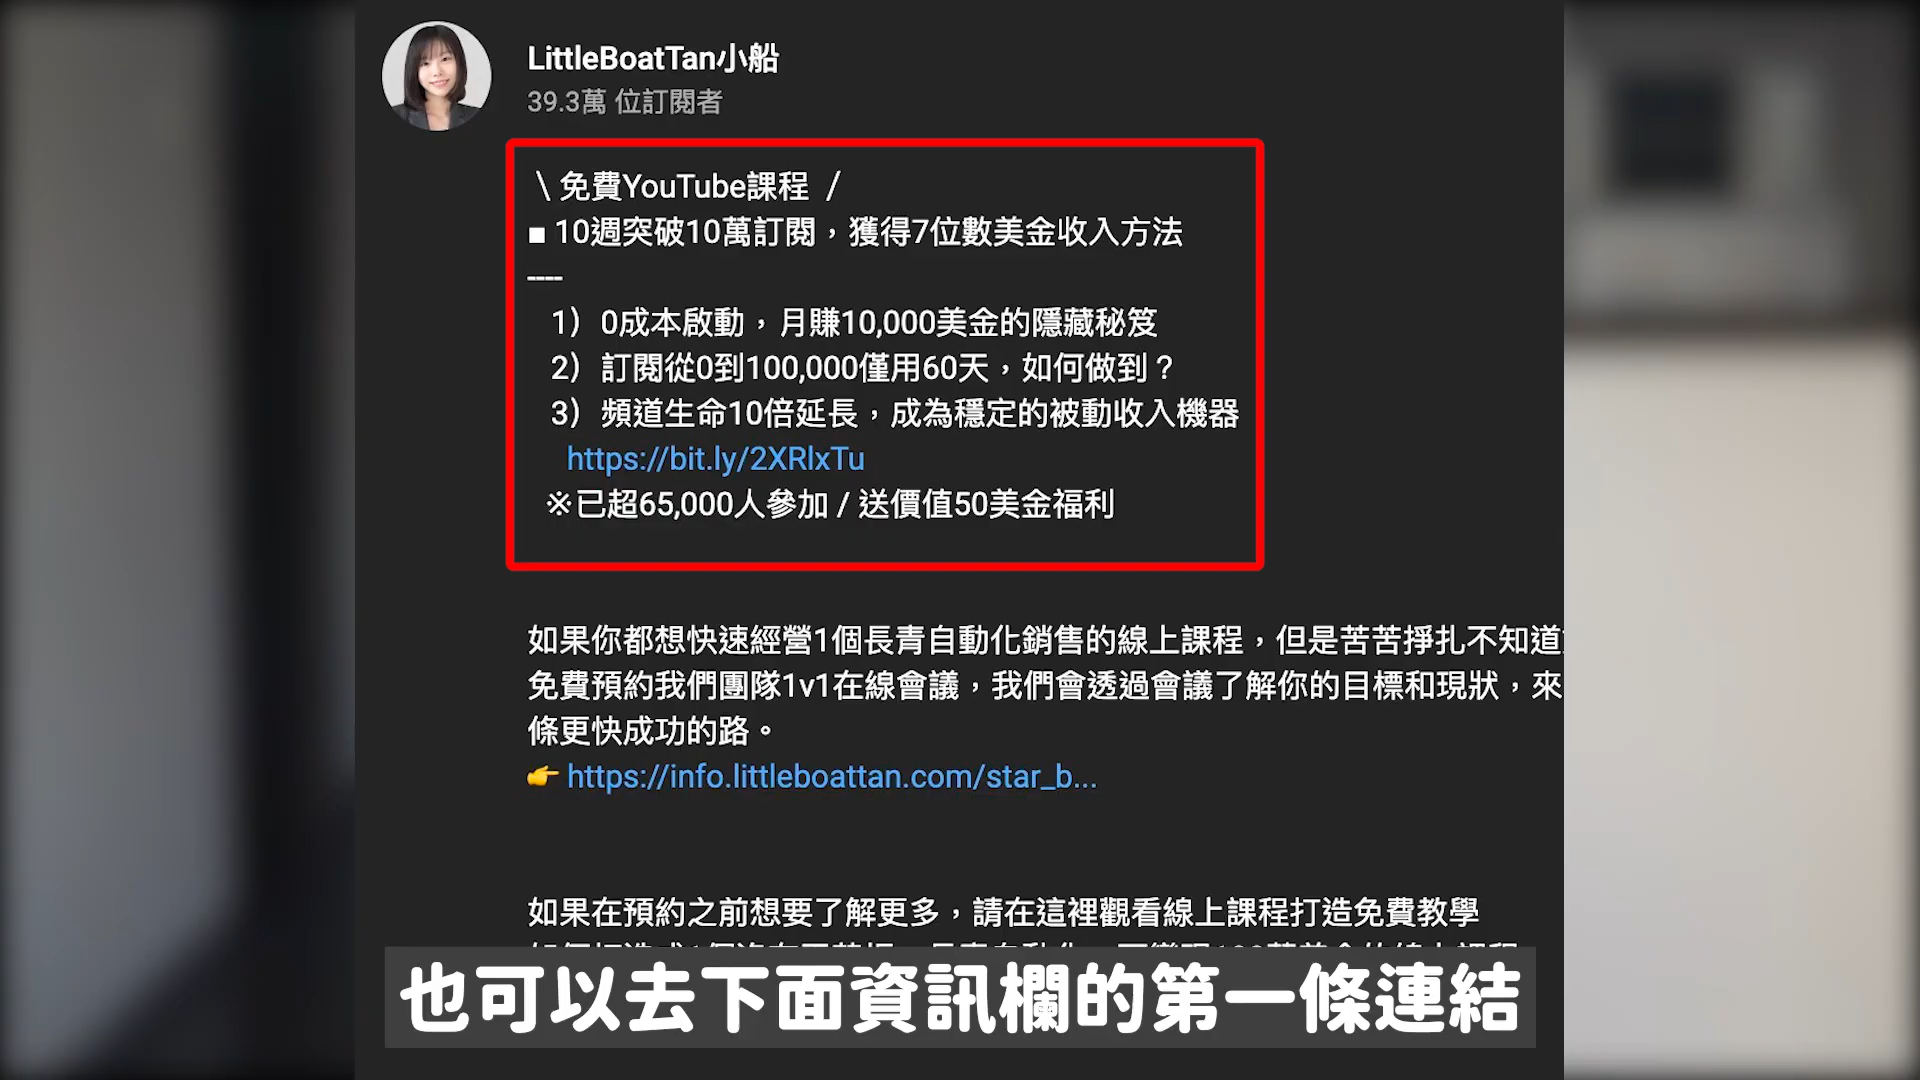 LittleBoatTan小船
39.3萬 位訂閱者
\ 免費YouTube課程 /
■ 10週突破10萬訂閱，獲得7位數美金收入方法
----
1）0成本啟動，月賺10,000美金的隱藏秘笈
2）訂閱從0到100,000僅用60天，如何做到？
3）頻道生命10倍延長，成為穩定的被動收入機器
https://bit.ly/2XRlxTu
※已超65,000人參加 / 送價值50美金福利
如果你都想快速經營1個長青自動化銷售的線上課程，但是苦苦掙扎不知道
免費預約我們團隊1v1在線會議，我們會透過會議了解你的目標和現狀，來
條更快成功的路。
👉 https://info.littleboattan.com/star_b...
如果在預約之前想要了解更多，請在這裡觀看線上課程打造免費教學
也可以去下面資訊欄的第一條連結